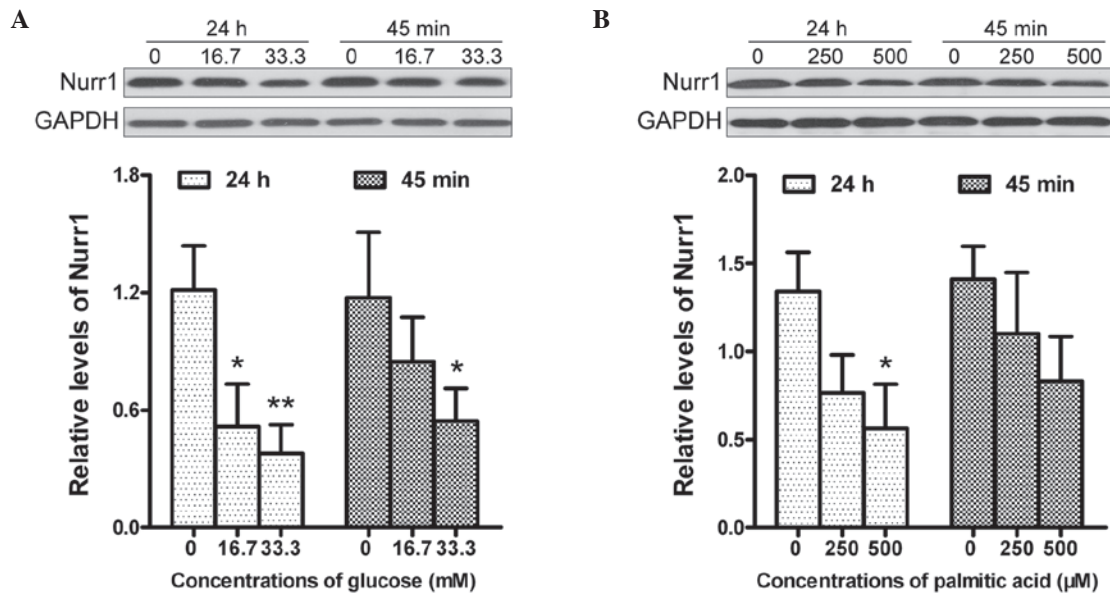 A
24 h 45 min
0 16.7 33.3 0 16.7 33.3
Nurr1
GAPDH
1.8
1.2
0.6
0.0
Relative levels of Nurr1
24 h 45 min
* ** *
0 16.7 33.3 0 16.7 33.3
Concentrations of glucose (mM)
B
24 h 45 min
0 250 500 0 250 500
Nurr1
GAPDH
2.0
1.5
1.0
0.5
0.0
Relative levels of Nurr1
24 h 45 min
*
0 250 500 0 250 500
Concentrations of palmitic acid (µM)